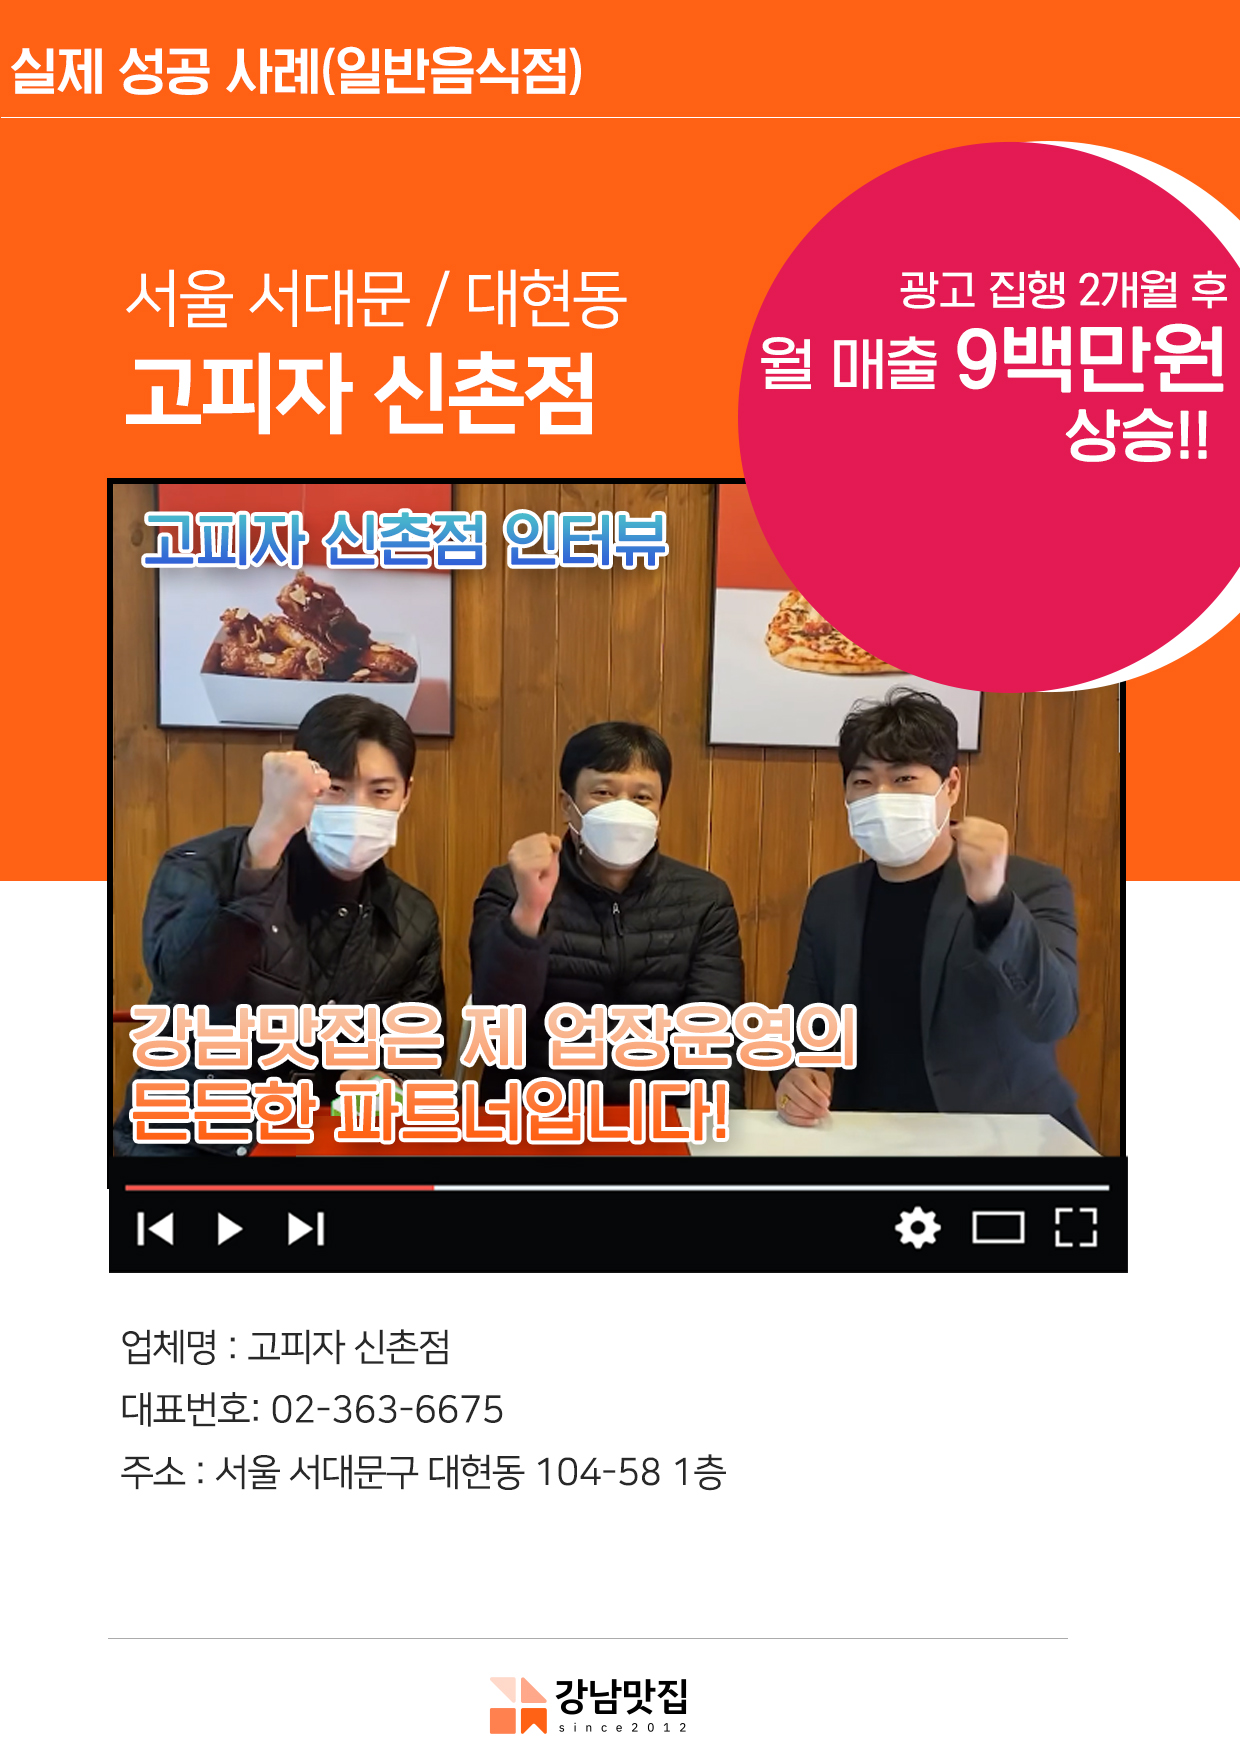 실제 성공 사례(일반음식점)
서울 서대문 / 대현동
고피자 신촌점
광고 집행 2개월 후
월 매출 9백만원
상승!!
고피자 신촌점 인터뷰
강남맛집은 제 업장운영의
든든한 파트너입니다!
업체명 : 고피자 신촌점
대표번호: 02-363-6675
주소 : 서울 서대문구 대현동 104-58 1층
강남맛집
since2012